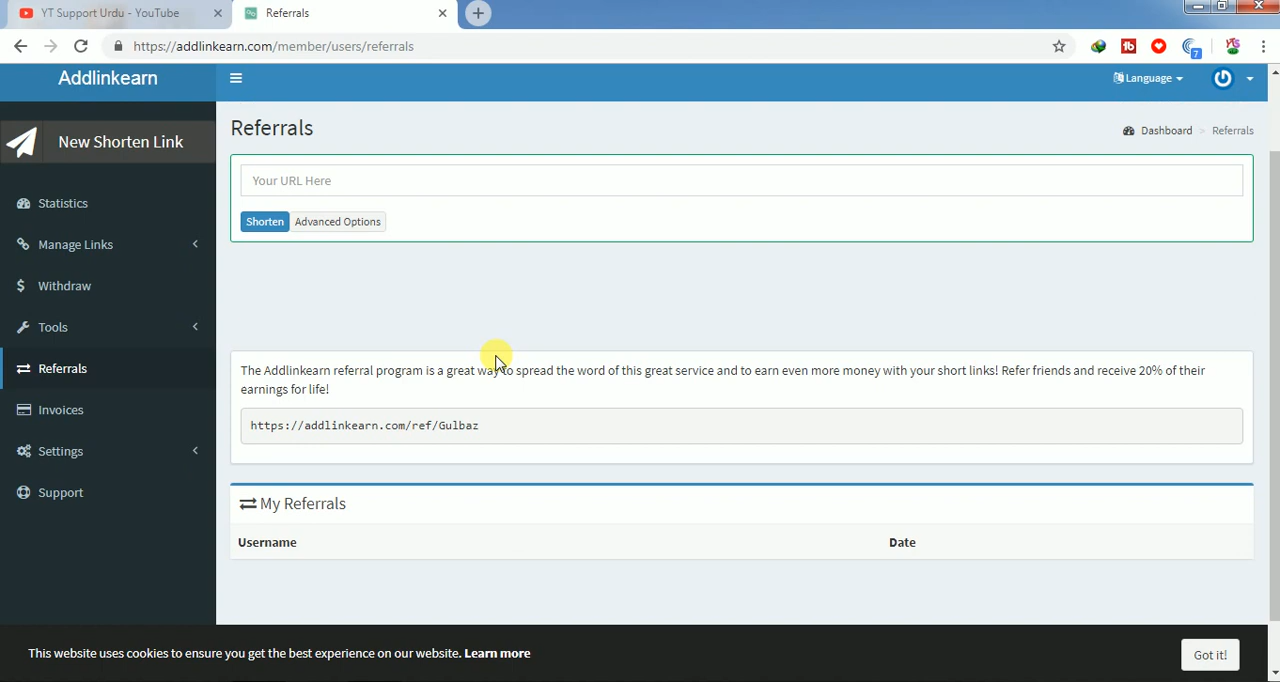 YT Support Urdu - YouTube
Referrals
https://addlinkearn.com/member/users/referrals
7
Addlinkearn
Language
New Shorten Link
Referrals
Dashboard > Referrals
Your URL Here
Shorten
Advanced Options
Statistics
Manage Links
Withdraw
Tools
Referrals
Invoices
Settings
Support
The Addlinkearn referral program is a great way to spread the word of this great service and to earn even more money with your short links! Refer friends and receive 20% of their
earnings for life!
https://addlinkearn.com/ref/Gulbaz
My Referrals
Username
Date
This website uses cookies to ensure you get the best experience on our website. Learn more
Got it!